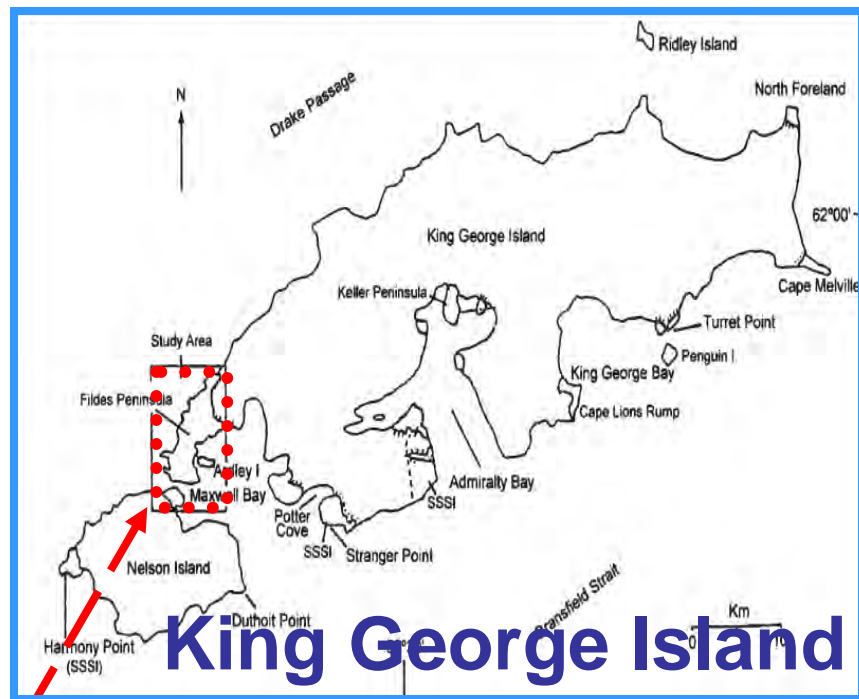 Ridley Island
North Foreland
N
Drake Passage
62º00'
King George Island
Keller Peninsula
Cape Melville
Turret Point
Study Area
Penguin I
King George Bay
Fildes Peninsula
Cape Lions Rump
Ardley I
Admiralty Bay
Maxwell Bay
SSSI
Potter
Cove
SSSI
Stranger Point
Nelson Island
Bransfield Strait
Duthoit Point
Km
0
Harmony Point
(SSSI)
King George Island